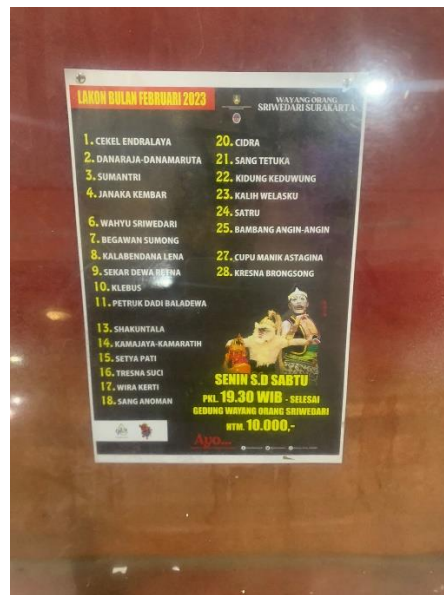 LAKON BULAN FEBRUARI 2023
WAYANG ORANG
SRIWEDARI SURAKARTA
1. CEKEL ENDRALAYA
2. DANARAJA-DANAMARUTA
3. SUMANTRI
4. JANAKA KEMBAR
6. WAHYU SRIWEDARI
7. BEGAWAN SUMONG
8. KALABENDANA LENA
9. SEKAR DEWA RETNA
10. KLEBUS
11. PETRUK DADI BALADEWA
13. SHAKUNTALA
14. KAMAJAYA-KAMARATIH
15. SETYA PATI
16. TRESNA SUCI
17. WIRA KERTI
18. SANG ANOMAN
20. CIDRA
21. SANG TETUKA
22. KIDUNG KEDUWUNG
23. KALIH WELASKU
24. SATRU
25. BAMBANG ANGIN-ANGIN
27. CUPU MANIK ASTAGINA
28. KRESNA BRONGSONG
SENIN S.D SABTU
PKL. 19.30 WIB - SELESAI
GEDUNG WAYANG ORANG SRIWEDARI
HTM. 10.000,-
Ayo...